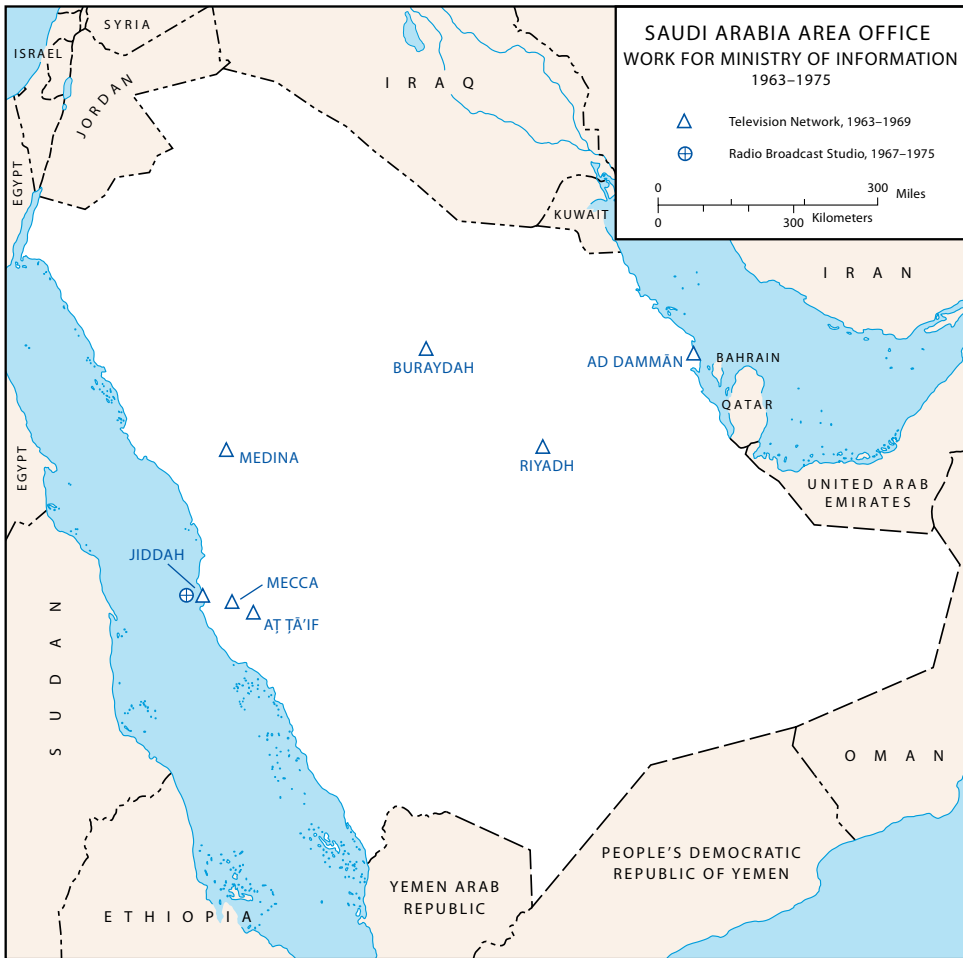 SAUDI ARABIA AREA OFFICE
WORK FOR MINISTRY OF INFORMATION
1963–1975
Television Network, 1963–1969
Radio Broadcast Studio, 1967–1975
0 300 Miles
0 300 Kilometers
SYRIA
ISRAEL
JORDAN
IRAQ
EGYPT
KUWAIT
IRAN
BURAYDAH
AD DAMMĀN
BAHRAIN
QATAR
MEDINA
RIYADH
EGYPT
UNITED ARAB
EMIRATES
JIDDAH
MECCA
AṬ ṬĀ'IF
SUDAN
OMAN
PEOPLE'S DEMOCRATIC
REPUBLIC OF YEMEN
YEMEN ARAB
REPUBLIC
ETHIOPIA